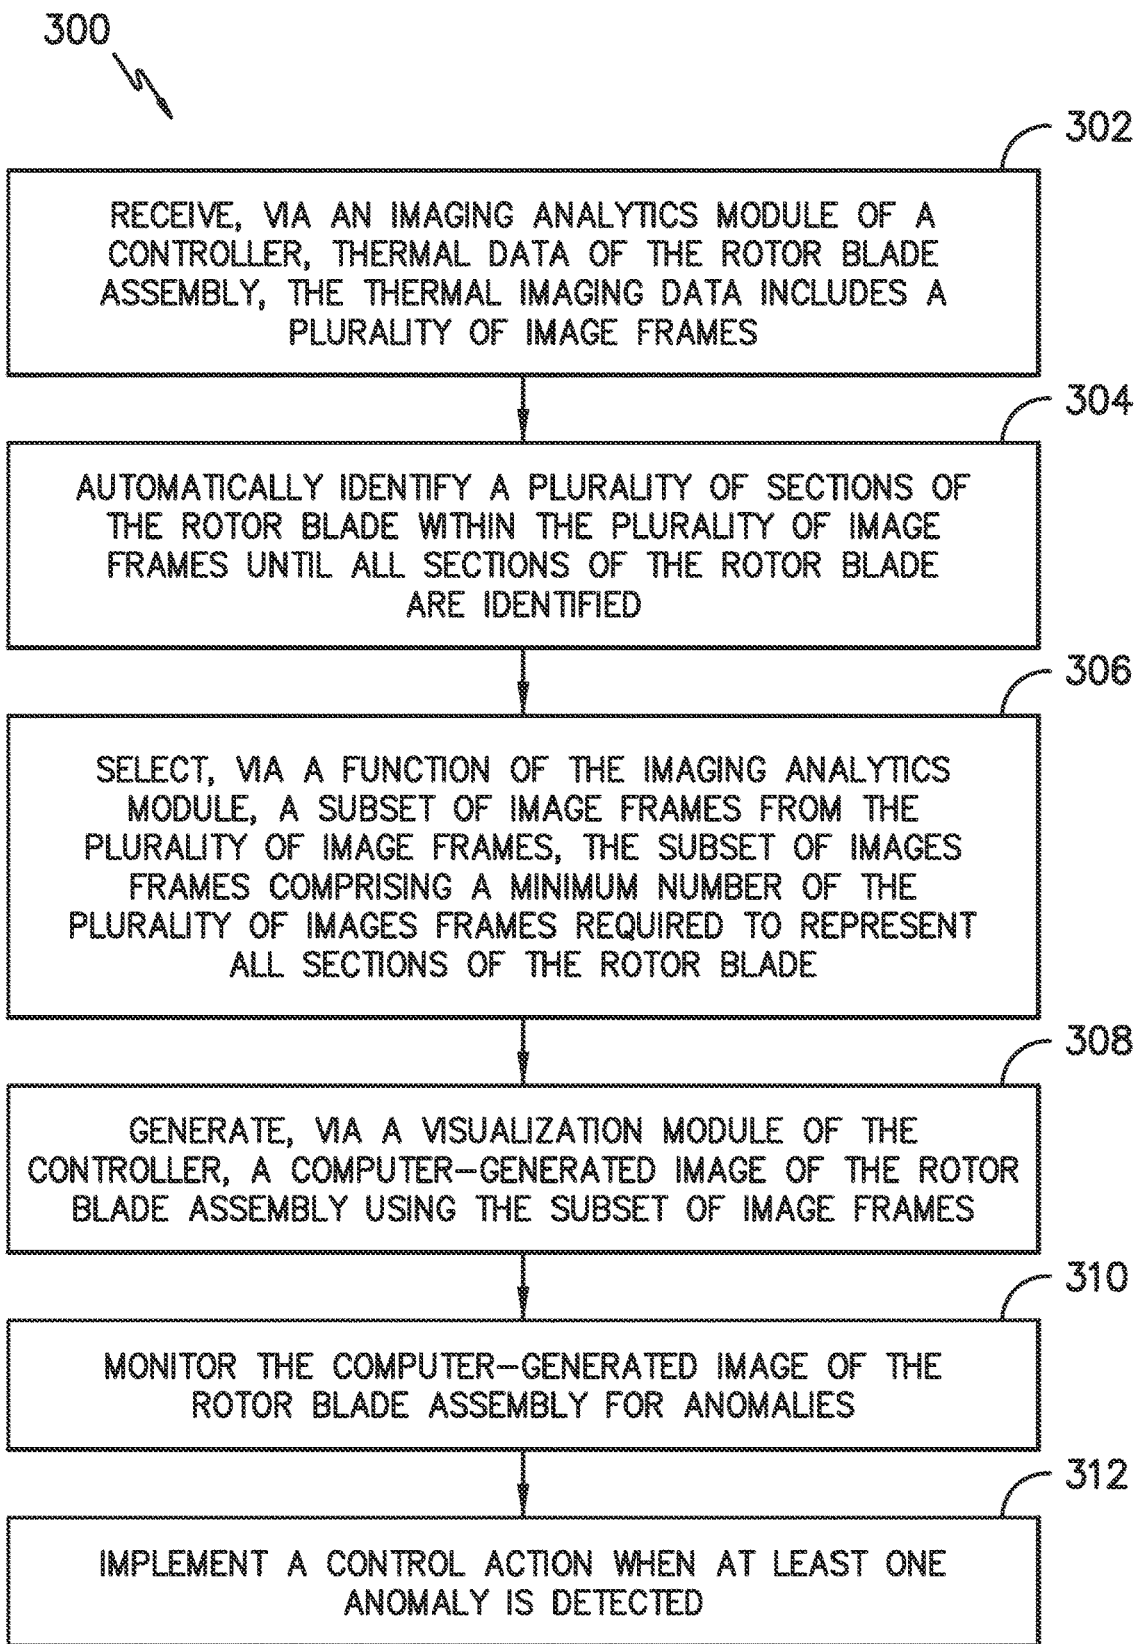 300
302
RECEIVE, VIA AN IMAGING ANALYTICS MODULE OF A
CONTROLLER, THERMAL DATA OF THE ROTOR BLADE
ASSEMBLY, THE THERMAL IMAGING DATA INCLUDES A
PLURALITY OF IMAGE FRAMES
304
AUTOMATICALLY IDENTIFY A PLURALITY OF SECTIONS OF
THE ROTOR BLADE WITHIN THE PLURALITY OF IMAGE
FRAMES UNTIL ALL SECTIONS OF THE ROTOR BLADE
ARE IDENTIFIED
306
SELECT, VIA A FUNCTION OF THE IMAGING ANALYTICS
MODULE, A SUBSET OF IMAGE FRAMES FROM THE
PLURALITY OF IMAGE FRAMES, THE SUBSET OF IMAGES
FRAMES COMPRISING A MINIMUM NUMBER OF THE
PLURALITY OF IMAGES FRAMES REQUIRED TO REPRESENT
ALL SECTIONS OF THE ROTOR BLADE
308
GENERATE, VIA A VISUALIZATION MODULE OF THE
CONTROLLER, A COMPUTER-GENERATED IMAGE OF THE ROTOR
BLADE ASSEMBLY USING THE SUBSET OF IMAGE FRAMES
310
MONITOR THE COMPUTER-GENERATED IMAGE OF THE
ROTOR BLADE ASSEMBLY FOR ANOMALIES
312
IMPLEMENT A CONTROL ACTION WHEN AT LEAST ONE
ANOMALY IS DETECTED